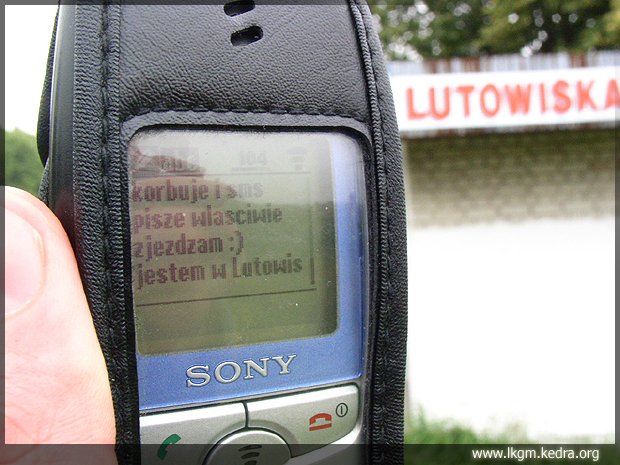 LUTOWISKA
104
korbuje i sms
pisze wlasciwie
zjezdzam :)
jestem w Lutowis
SONY
www.lkgm.kedra.org